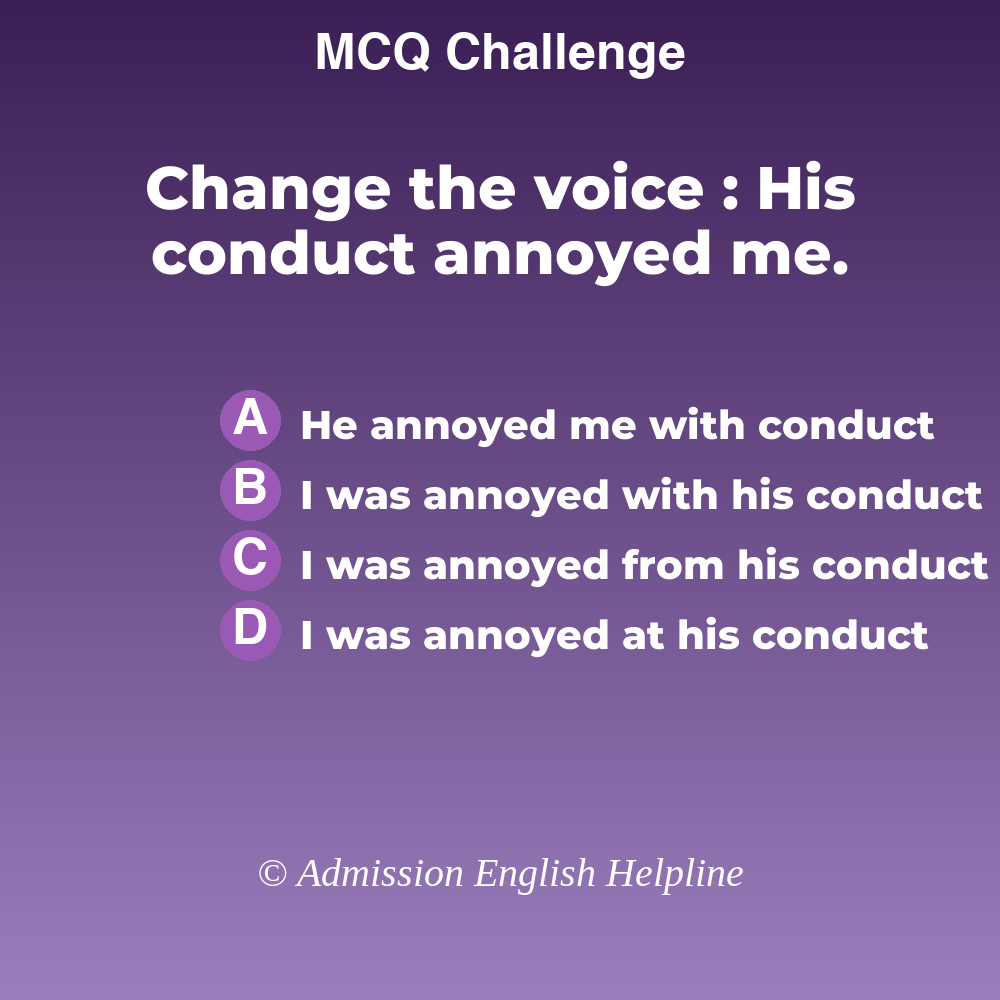 MCQ Challenge
Change the voice : His
conduct annoyed me.
A He annoyed me with conduct
B I was annoyed with his conduct
C I was annoyed from his conduct
D I was annoyed at his conduct
© Admission English Helpline